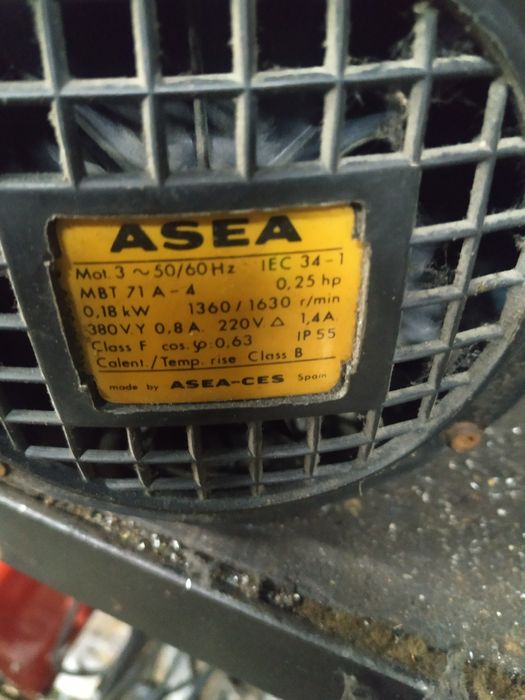 ASEA
Mot. 3 ~ 50/60 Hz IEC 34-1
MBT 71 A-4 0,25 hp
0,18 kW 1360/1630 r/min
380V.Y 0,8 A. 220V.Δ 1,4A.
Class F cos.φ 0,63 IP 55
Calent./Temp. rise Class B
made by ASEA-CES Spain